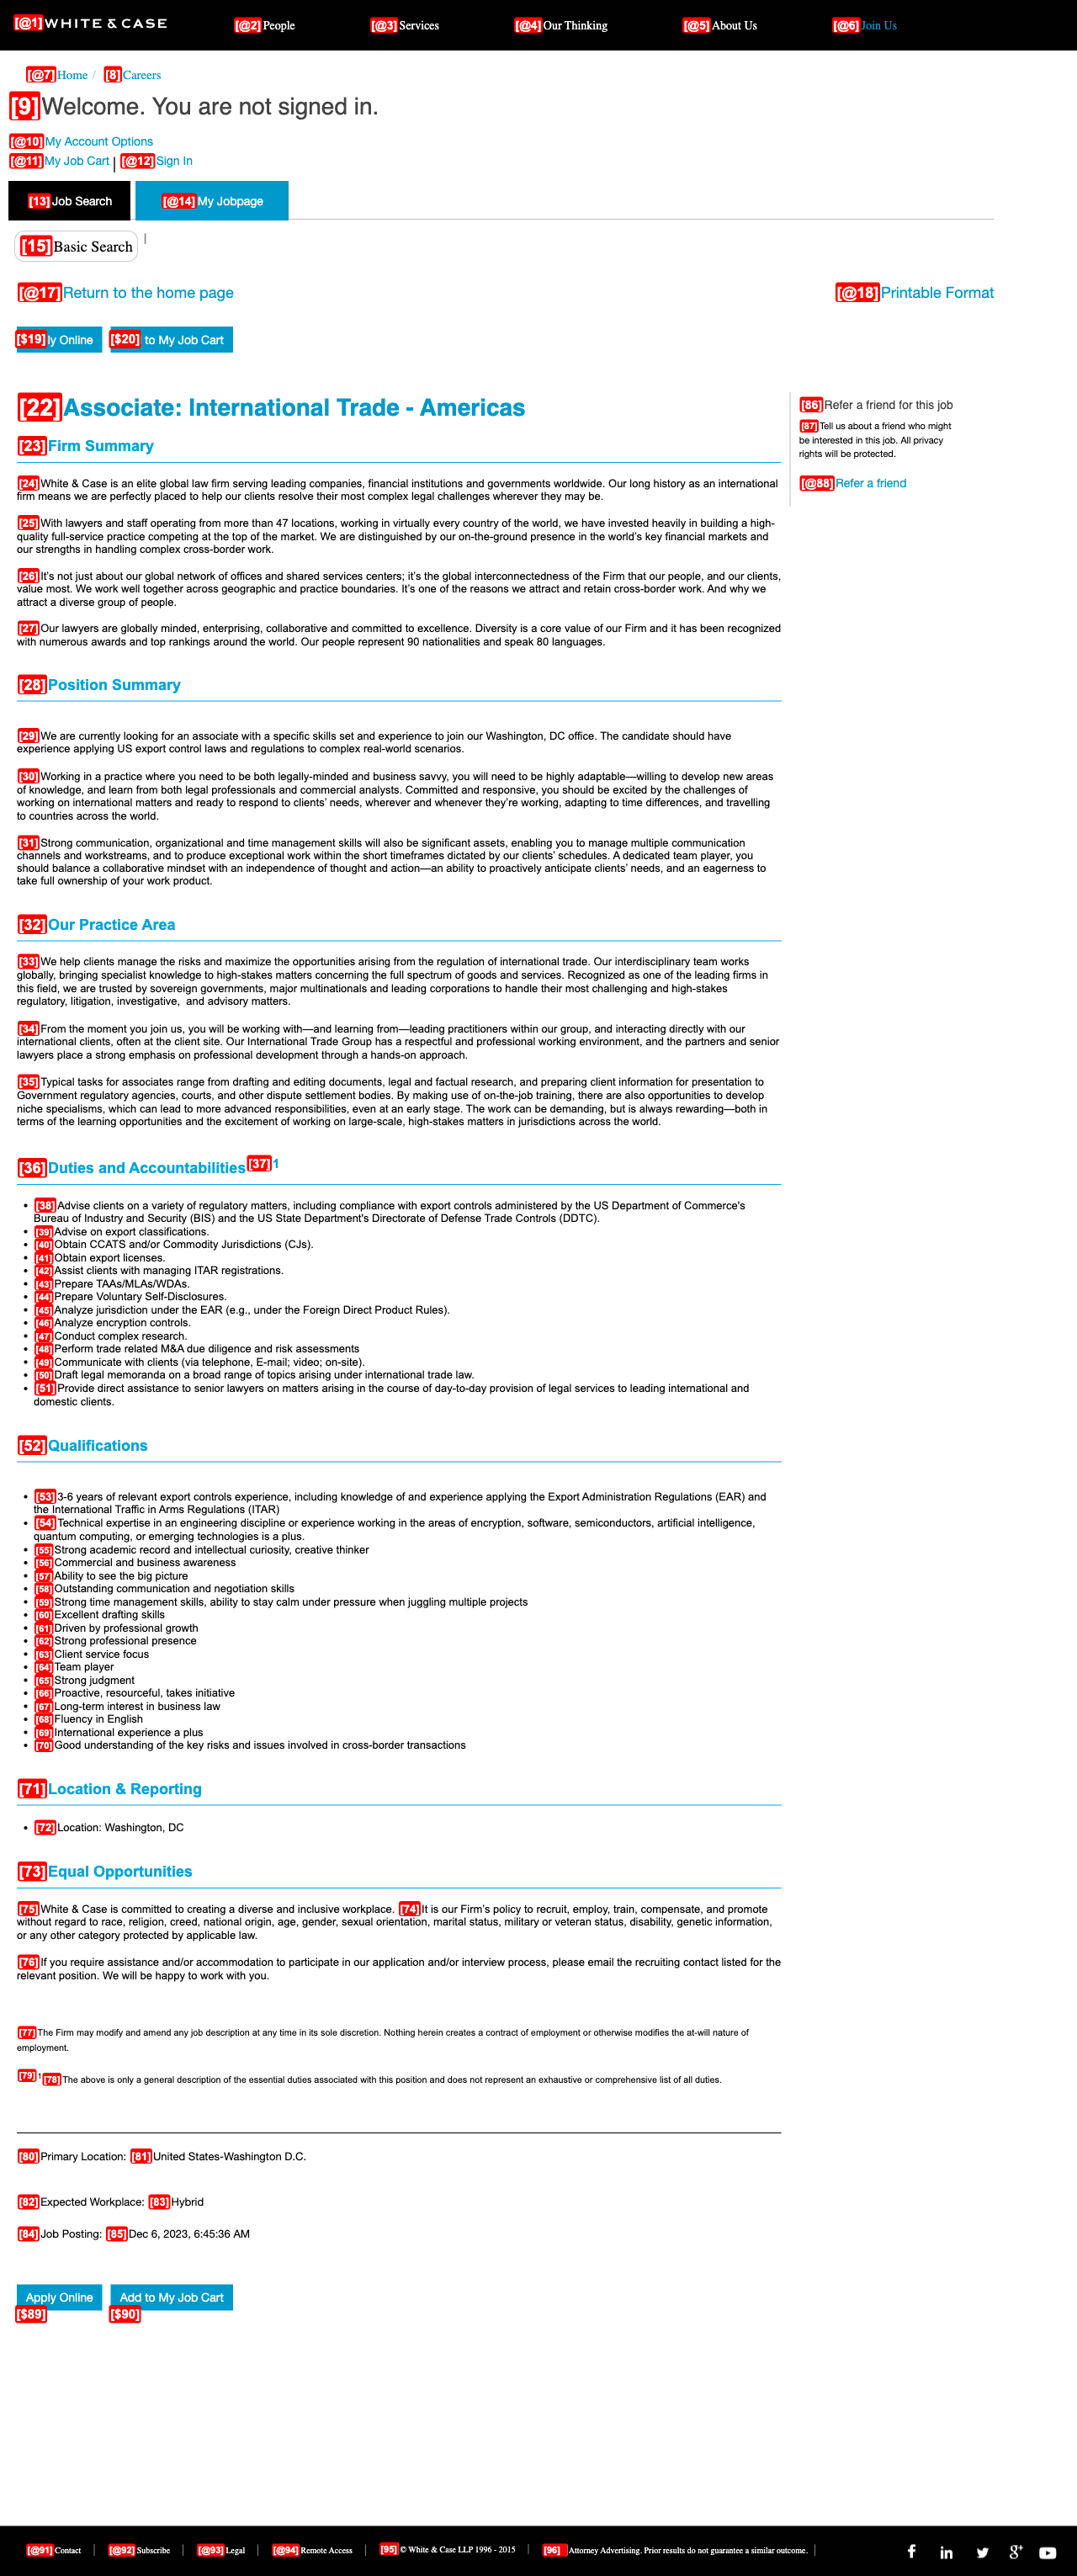 [@1] WHITE & CASE [@2] People [@3] Services [@4] Our Thinking [@5] About Us [@6] Join Us
[@7] Home / [8] Careers
[9] Welcome. You are not signed in.
[@10] My Account Options
[@11] My Job Cart | [@12] Sign In
[13] Job Search [@14] My Jobpage
[15] Basic Search |
[@17] Return to the home page [@18] Printable Format
[$19] ly Online [$20] to My Job Cart
[22] Associate: International Trade - Americas
[86] Refer a friend for this job
[87] Tell us about a friend who might
be interested in this job. All privacy
rights will be protected.
[@88] Refer a friend
[23] Firm Summary
[24] White & Case is an elite global law firm serving leading companies, financial institutions and governments worldwide. Our long history as an international
firm means we are perfectly placed to help our clients resolve their most complex legal challenges wherever they may be.
[25] With lawyers and staff operating from more than 47 locations, working in virtually every country of the world, we have invested heavily in building a high-
quality full-service practice competing at the top of the market. We are distinguished by our on-the-ground presence in the world's key financial markets and
our strengths in handling complex cross-border work.
[26] It's not just about our global network of offices and shared services centers; it's the global interconnectedness of the Firm that our people, and our clients,
value most. We work well together across geographic and practice boundaries. It's one of the reasons we attract and retain cross-border work. And why we
attract a diverse group of people.
[27] Our lawyers are globally minded, enterprising, collaborative and committed to excellence. Diversity is a core value of our Firm and it has been recognized
with numerous awards and top rankings around the world. Our people represent 90 nationalities and speak 80 languages.
[28] Position Summary
[29] We are currently looking for an associate with a specific skills set and experience to join our Washington, DC office. The candidate should have
experience applying US export control laws and regulations to complex real-world scenarios.
[30] Working in a practice where you need to be both legally-minded and business savvy, you will need to be highly adaptable—willing to develop new areas
of knowledge, and learn from both legal professionals and commercial analysts. Committed and responsive, you should be excited by the challenges of
working on international matters and ready to respond to clients' needs, wherever and whenever they're working, adapting to time differences, and travelling
to countries across the world.
[31] Strong communication, organizational and time management skills will also be significant assets, enabling you to manage multiple communication
channels and workstreams, and to produce exceptional work within the short timeframes dictated by our clients' schedules. A dedicated team player, you
should balance a collaborative mindset with an independence of thought and action—an ability to proactively anticipate clients' needs, and an eagerness to
take full ownership of your work product.
[32] Our Practice Area
[33] We help clients manage the risks and maximize the opportunities arising from the regulation of international trade. Our interdisciplinary team works
globally, bringing specialist knowledge to high-stakes matters concerning the full spectrum of goods and services. Recognized as one of the leading firms in
this field, we are trusted by sovereign governments, major multinationals and leading corporations to handle their most challenging and high-stakes
regulatory, litigation, investigative, and advisory matters.
[34] From the moment you join us, you will be working with—and learning from—leading practitioners within our group, and interacting directly with our
international clients, often at the client site. Our International Trade Group has a respectful and professional working environment, and the partners and senior
lawyers place a strong emphasis on professional development through a hands-on approach.
[35] Typical tasks for associates range from drafting and editing documents, legal and factual research, and preparing client information for presentation to
Government regulatory agencies, courts, and other dispute settlement bodies. By making use of on-the-job training, there are also opportunities to develop
niche specialisms, which can lead to more advanced responsibilities, even at an early stage. The work can be demanding, but is always rewarding—both in
terms of the learning opportunities and the excitement of working on large-scale, high-stakes matters in jurisdictions across the world.
[36] Duties and Accountabilities [37] 1
• [38] Advise clients on a variety of regulatory matters, including compliance with export controls administered by the US Department of Commerce's
Bureau of Industry and Security (BIS) and the US State Department's Directorate of Defense Trade Controls (DDTC).
• [39] Advise on export classifications.
• [40] Obtain CCATS and/or Commodity Jurisdictions (CJs).
• [41] Obtain export licenses.
• [42] Assist clients with managing ITAR registrations.
• [43] Prepare TAAs/MLAs/WDAs.
• [44] Prepare Voluntary Self-Disclosures.
• [45] Analyze jurisdiction under the EAR (e.g., under the Foreign Direct Product Rules).
• [46] Analyze encryption controls.
• [47] Conduct complex research.
• [48] Perform trade related M&A due diligence and risk assessments
• [49] Communicate with clients (via telephone, E-mail; video; on-site).
• [50] Draft legal memoranda on a broad range of topics arising under international trade law.
• [51] Provide direct assistance to senior lawyers on matters arising in the course of day-to-day provision of legal services to leading international and
domestic clients.
[52] Qualifications
• [53] 3-6 years of relevant export controls experience, including knowledge of and experience applying the Export Administration Regulations (EAR) and
the International Traffic in Arms Regulations (ITAR)
• [54] Technical expertise in an engineering discipline or experience working in the areas of encryption, software, semiconductors, artificial intelligence,
quantum computing, or emerging technologies is a plus.
• [55] Strong academic record and intellectual curiosity, creative thinker
• [56] Commercial and business awareness
• [57] Ability to see the big picture
• [58] Outstanding communication and negotiation skills
• [59] Strong time management skills, ability to stay calm under pressure when juggling multiple projects
• [60] Excellent drafting skills
• [61] Driven by professional growth
• [62] Strong professional presence
• [63] Client service focus
• [64] Team player
• [65] Strong judgment
• [66] Proactive, resourceful, takes initiative
• [67] Long-term interest in business law
• [68] Fluency in English
• [69] International experience a plus
• [70] Good understanding of the key risks and issues involved in cross-border transactions
[71] Location & Reporting
• [72] Location: Washington, DC
[73] Equal Opportunities
[75] White & Case is committed to creating a diverse and inclusive workplace. [74] It is our Firm's policy to recruit, employ, train, compensate, and promote
without regard to race, religion, creed, national origin, age, gender, sexual orientation, marital status, military or veteran status, disability, genetic information,
or any other category protected by applicable law.
[76] If you require assistance and/or accommodation to participate in our application and/or interview process, please email the recruiting contact listed for the
relevant position. We will be happy to work with you.
[77] The Firm may modify and amend any job description at any time in its sole discretion. Nothing herein creates a contract of employment or otherwise modifies the at-will nature of
employment.
[79] 1 [78] The above is only a general description of the essential duties associated with this position and does not represent an exhaustive or comprehensive list of all duties.
[80] Primary Location: [81] United States-Washington D.C.
[82] Expected Workplace: [83] Hybrid
[84] Job Posting: [85] Dec 6, 2023, 6:45:36 AM
Apply Online Add to My Job Cart
[$89] [$90]
[@91] Contact | [@92] Subscribe | [@93] Legal | [@94] Remote Access | [95] © White & Case LLP 1996 - 2015 | [96] Attorney Advertising. Prior results do not guarantee a similar outcome. |